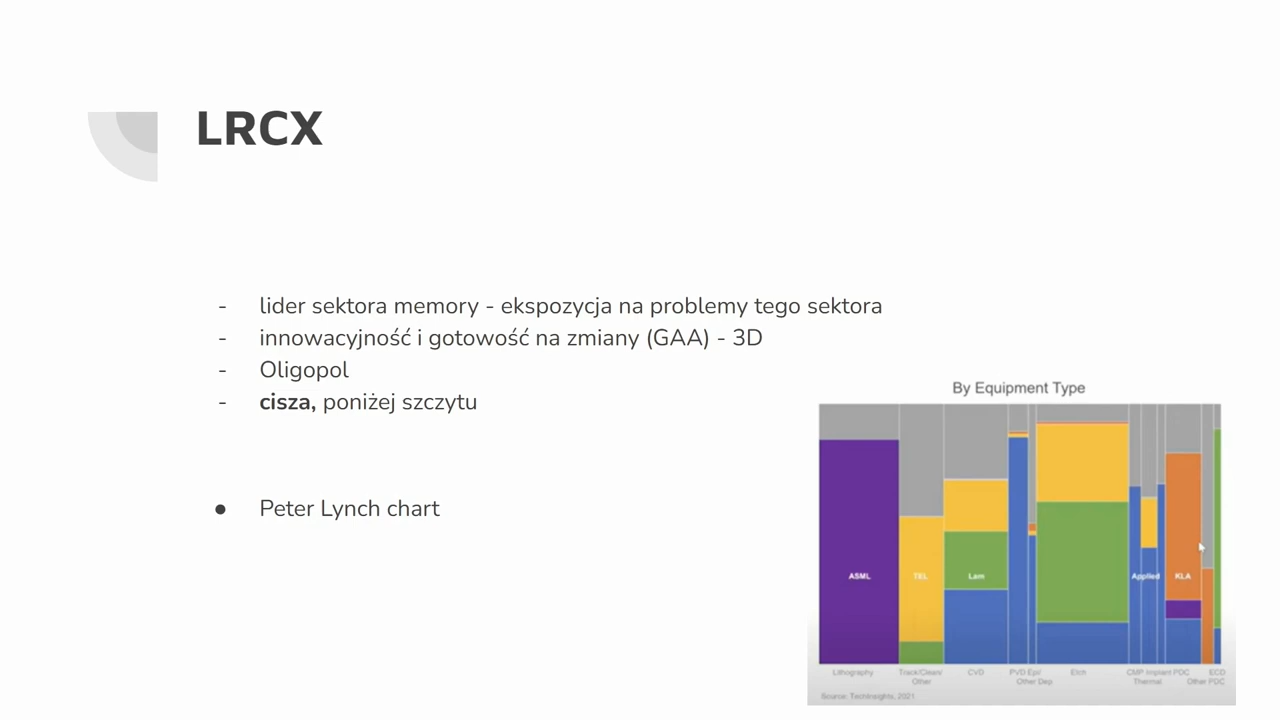 LRCX
- lider sektora memory - ekspozycja na problemy tego sektora
- innowacyjność i gotowość na zmiany (GAA) - 3D
- Oligopol
- cisza, poniżej szczytu
● Peter Lynch chart
By Equipment Type
ASML TEL Lam Applied KLA
Lithography Track/Clean/ CVD PVD Epi/ Etch CMP Implant PDC ECD
Other Other Dep Thermal Other PDC
Source: TechInsights, 2021